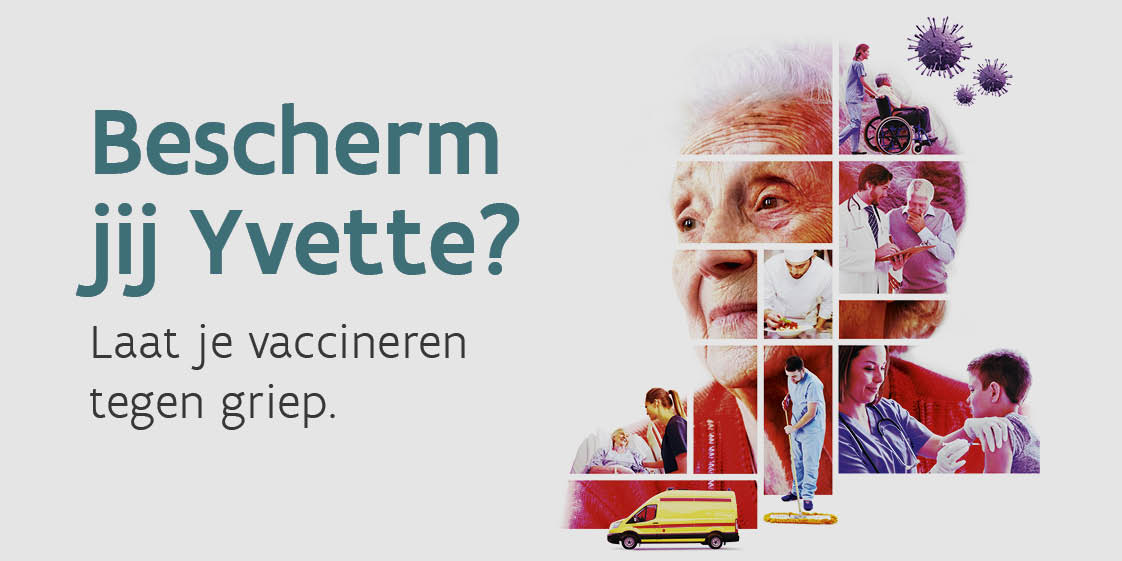 Bescherm
jij Yvette?
Laat je vaccineren
tegen griep.